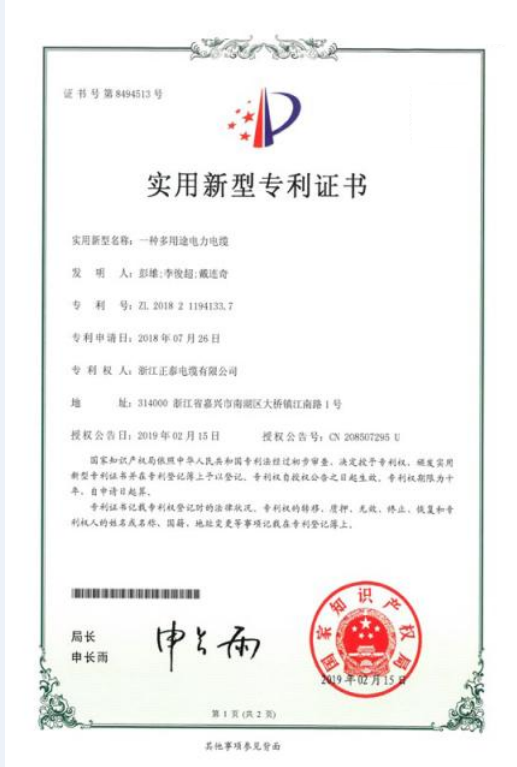 证书号第8494513号
实用新型专利证书
实用新型名称：一种多用途电力电缆
发 明 人：彭雄;李俊超;戴连奇
专 利 号：ZL 2018 2 1194133.7
专利申请日：2018年07月26日
专 利 权 人：浙江正泰电缆有限公司
地 址：314000 浙江省嘉兴市南湖区大桥镇江南路1号
授权公告日：2019年02月15日 授权公告号：CN 208507295 U
国家知识产权局依照中华人民共和国专利法经过初步审查，决定授予专利权，颁发实用
新型专利证书并在专利登记簿上予以登记。专利权自授权公告之日起生效。专利权期限为十
年，自申请日起算。
专利证书记载专利权登记时的法律状况。专利权的转移、质押、无效、终止、恢复和专
利权人的姓名或名称、国籍、地址变更等事项记载在专利登记簿上。
局长
申长雨
申长雨
国家知识产权局
2019年02月15日
第 1 页 (共 2 页)
其他事项参见背面